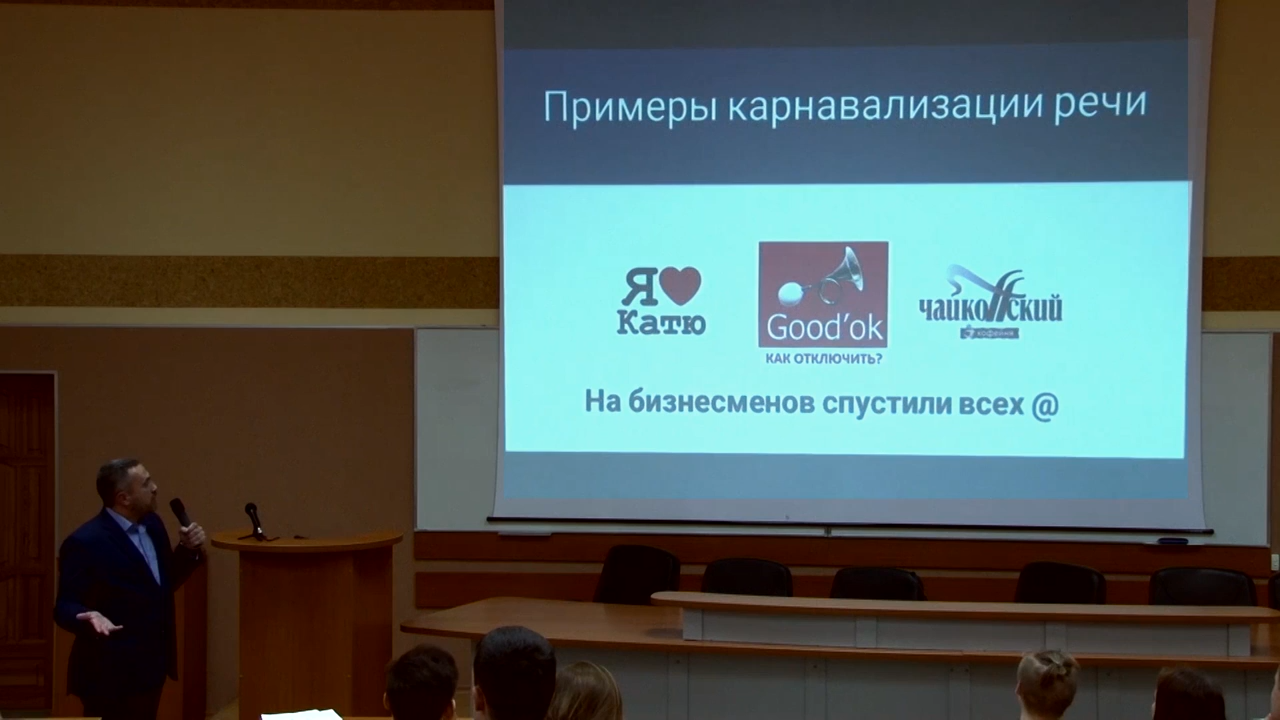 Примеры карнавализации речи
Я
Катю
Good’ok
КАК ОТКЛЮЧИТЬ?
чайкоffский
кофейня
На бизнесменов спустили всех @